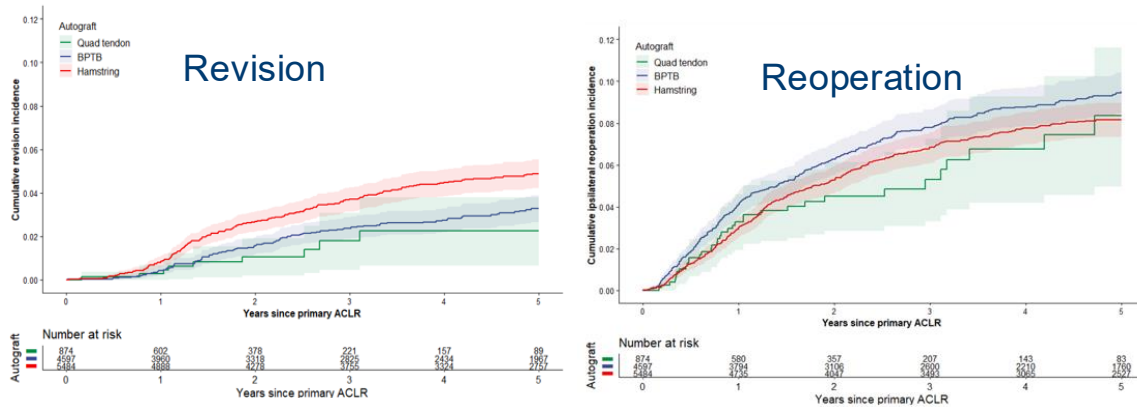 Revision
Autograft
Quad tendon
BPTB
Hamstring
Cumulative revision incidence
0.12
0.10
0.08
0.06
0.04
0.02
0.00
0 1 2 3 4 5
Years since primary ACLR
Number at risk
Autograft
874 602 378 221 157 89
4597 3960 3318 2825 2434 1967
5484 4888 4278 3755 3324 2757
0 1 2 3 4 5
Years since primary ACLR
Reoperation
Autograft
Quad tendon
BPTB
Hamstring
Cumulative ipsilateral reoperation incidence
0.12
0.10
0.08
0.06
0.04
0.02
0.00
0 1 2 3 4 5
Years since primary ACLR
Number at risk
Autograft
874 580 357 207 143 83
4597 3794 3106 2600 2210 1760
5484 4735 4047 3493 3065 2527
0 1 2 3 4 5
Years since primary ACLR